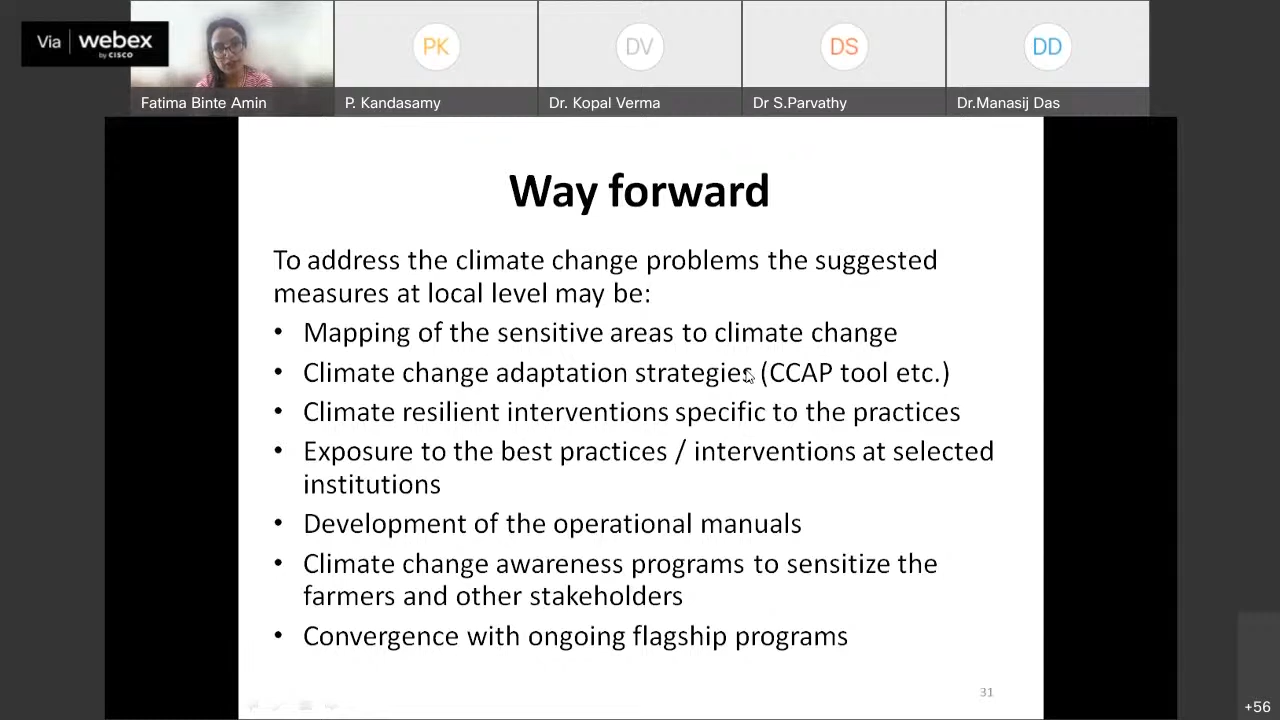 Via webex
by CISCO
PK
DV
DS
DD
Fatima Binte Amin
P. Kandasamy
Dr. Kopal Verma
Dr S.Parvathy
Dr.Manasij Das
Way forward
To address the climate change problems the suggested
measures at local level may be:
• Mapping of the sensitive areas to climate change
• Climate change adaptation strategies (CCAP tool etc.)
• Climate resilient interventions specific to the practices
• Exposure to the best practices / interventions at selected
institutions
• Development of the operational manuals
• Climate change awareness programs to sensitize the
farmers and other stakeholders
• Convergence with ongoing flagship programs
31
+56